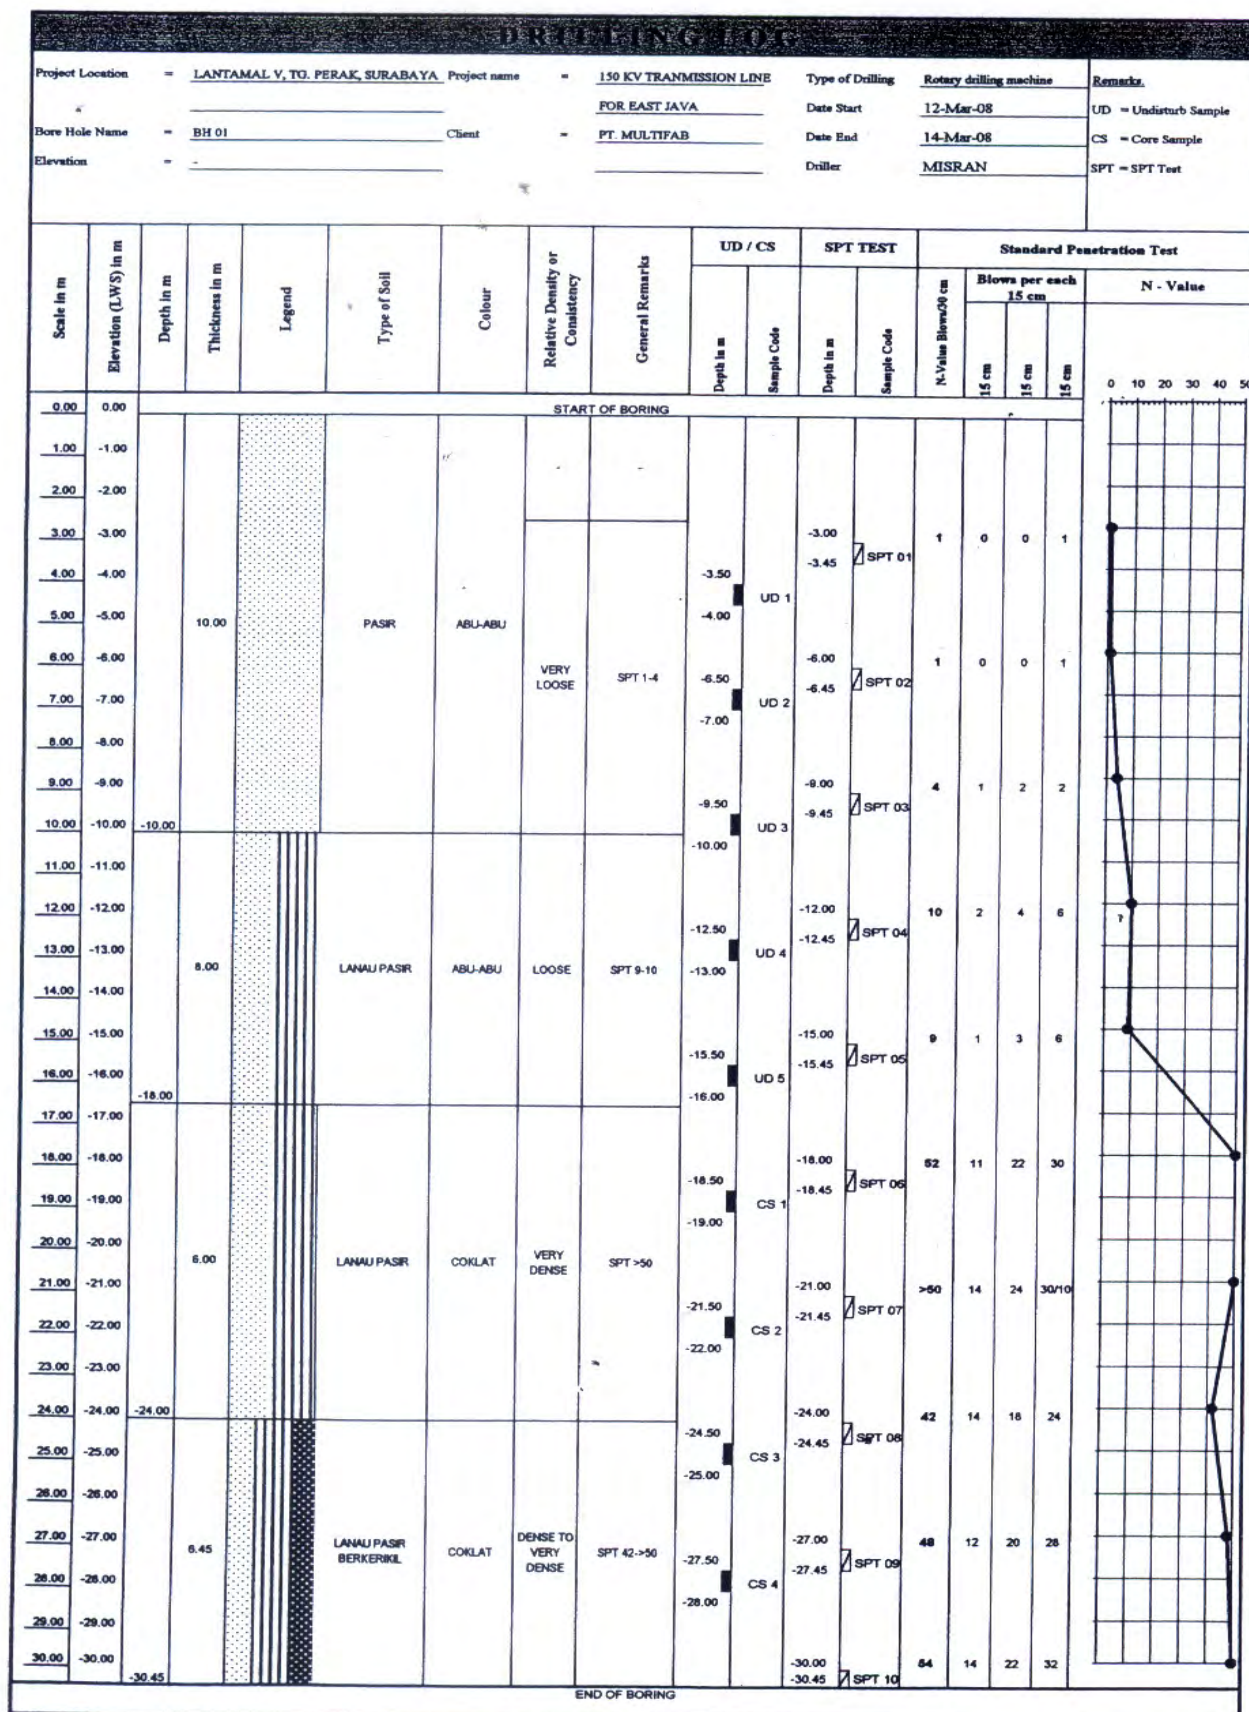 DRILLING LOG
Project Location = LANTAMAL V, TG. PERAK, SURABAYA Project name = 150 KV TRANMISSION LINE Type of Drilling Rotary drilling machine Remarks.
FOR EAST JAVA Date Start 12-Mar-08 UD = Undisturb Sample
Bore Hole Name = BH 01 Client = PT. MULTIFAB Date End 14-Mar-08 CS = Core Sample
Elevation = - Driller MISRAN SPT = SPT Test
Scale in m Elevation (LWS) in m Depth in m Thickness in m Legend Type of Soil Colour Relative Density or Consistency General Remarks
UD / CS SPT TEST Standard Penetration Test
Depth in m Sample Code Depth in m Sample Code N-Value Blows/30 cm Blows per each 15 cm N - Value
15 cm 15 cm 15 cm
0 10 20 30 40 50
0.00 0.00 START OF BORING
1.00 -1.00
2.00 -2.00 - -
3.00 -3.00 -3.00 1 0 0 1
-3.45 SPT 01
4.00 -4.00 -3.50
UD 1
5.00 -5.00 10.00 PASIR ABU-ABU -4.00
6.00 -6.00 -6.00 1 0 0 1
VERY LOOSE SPT 1-4 -6.50 -6.45 SPT 02
7.00 -7.00 UD 2
-7.00
8.00 -8.00
9.00 -9.00 -9.00 4 1 2 2
-9.50 -9.45 SPT 03
10.00 -10.00 -10.00 UD 3
-10.00
11.00 -11.00
12.00 -12.00 -12.00 10 2 4 6
-12.50 -12.45 SPT 04
13.00 -13.00 UD 4
8.00 LANAU PASIR ABU-ABU LOOSE SPT 9-10 -13.00
14.00 -14.00
15.00 -15.00 -15.00 9 1 3 6
-15.50 -15.45 SPT 05
16.00 -16.00 UD 5
-18.00 -16.00
17.00 -17.00
18.00 -18.00 -18.00 52 11 22 30
-18.50 -18.45 SPT 06
19.00 -19.00 CS 1
-19.00
20.00 -20.00
6.00 LANAU PASIR COKLAT VERY DENSE SPT >50
21.00 -21.00 -21.00 >50 14 24 30/10
-21.50 -21.45 SPT 07
22.00 -22.00 CS 2
-22.00
23.00 -23.00
24.00 -24.00 -24.00 -24.00 42 14 18 24
-24.50 -24.45 SPT 08
25.00 -25.00 CS 3
-25.00
26.00 -26.00
27.00 -27.00 -27.00 48 12 20 28
6.45 LANAU PASIR BERKERIKIL COKLAT DENSE TO VERY DENSE SPT 42->50 -27.50 -27.45 SPT 09
28.00 -28.00 CS 4
-28.00
29.00 -29.00
30.00 -30.00 -30.00 54 14 22 32
-30.45 -30.45 SPT 10
END OF BORING